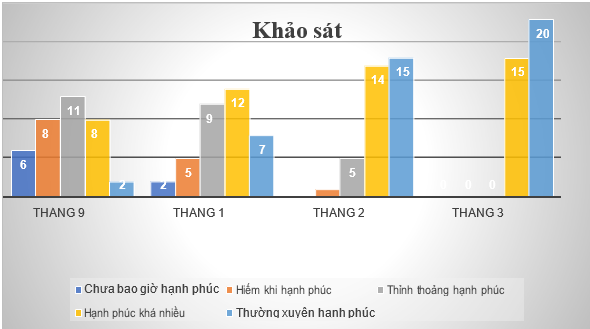 Khảo sát
20
15
15
14
12
11
9
8
8
7
6
5
5
2
2
0
0
0
THANG 9
THANG 1
THANG 2
THANG 3
Chưa bao giờ hạnh phúc
Hiếm khi hạnh phúc
Thỉnh thoảng hạnh phúc
Hạnh phúc khá nhiều
Thường xuyên hạnh phúc